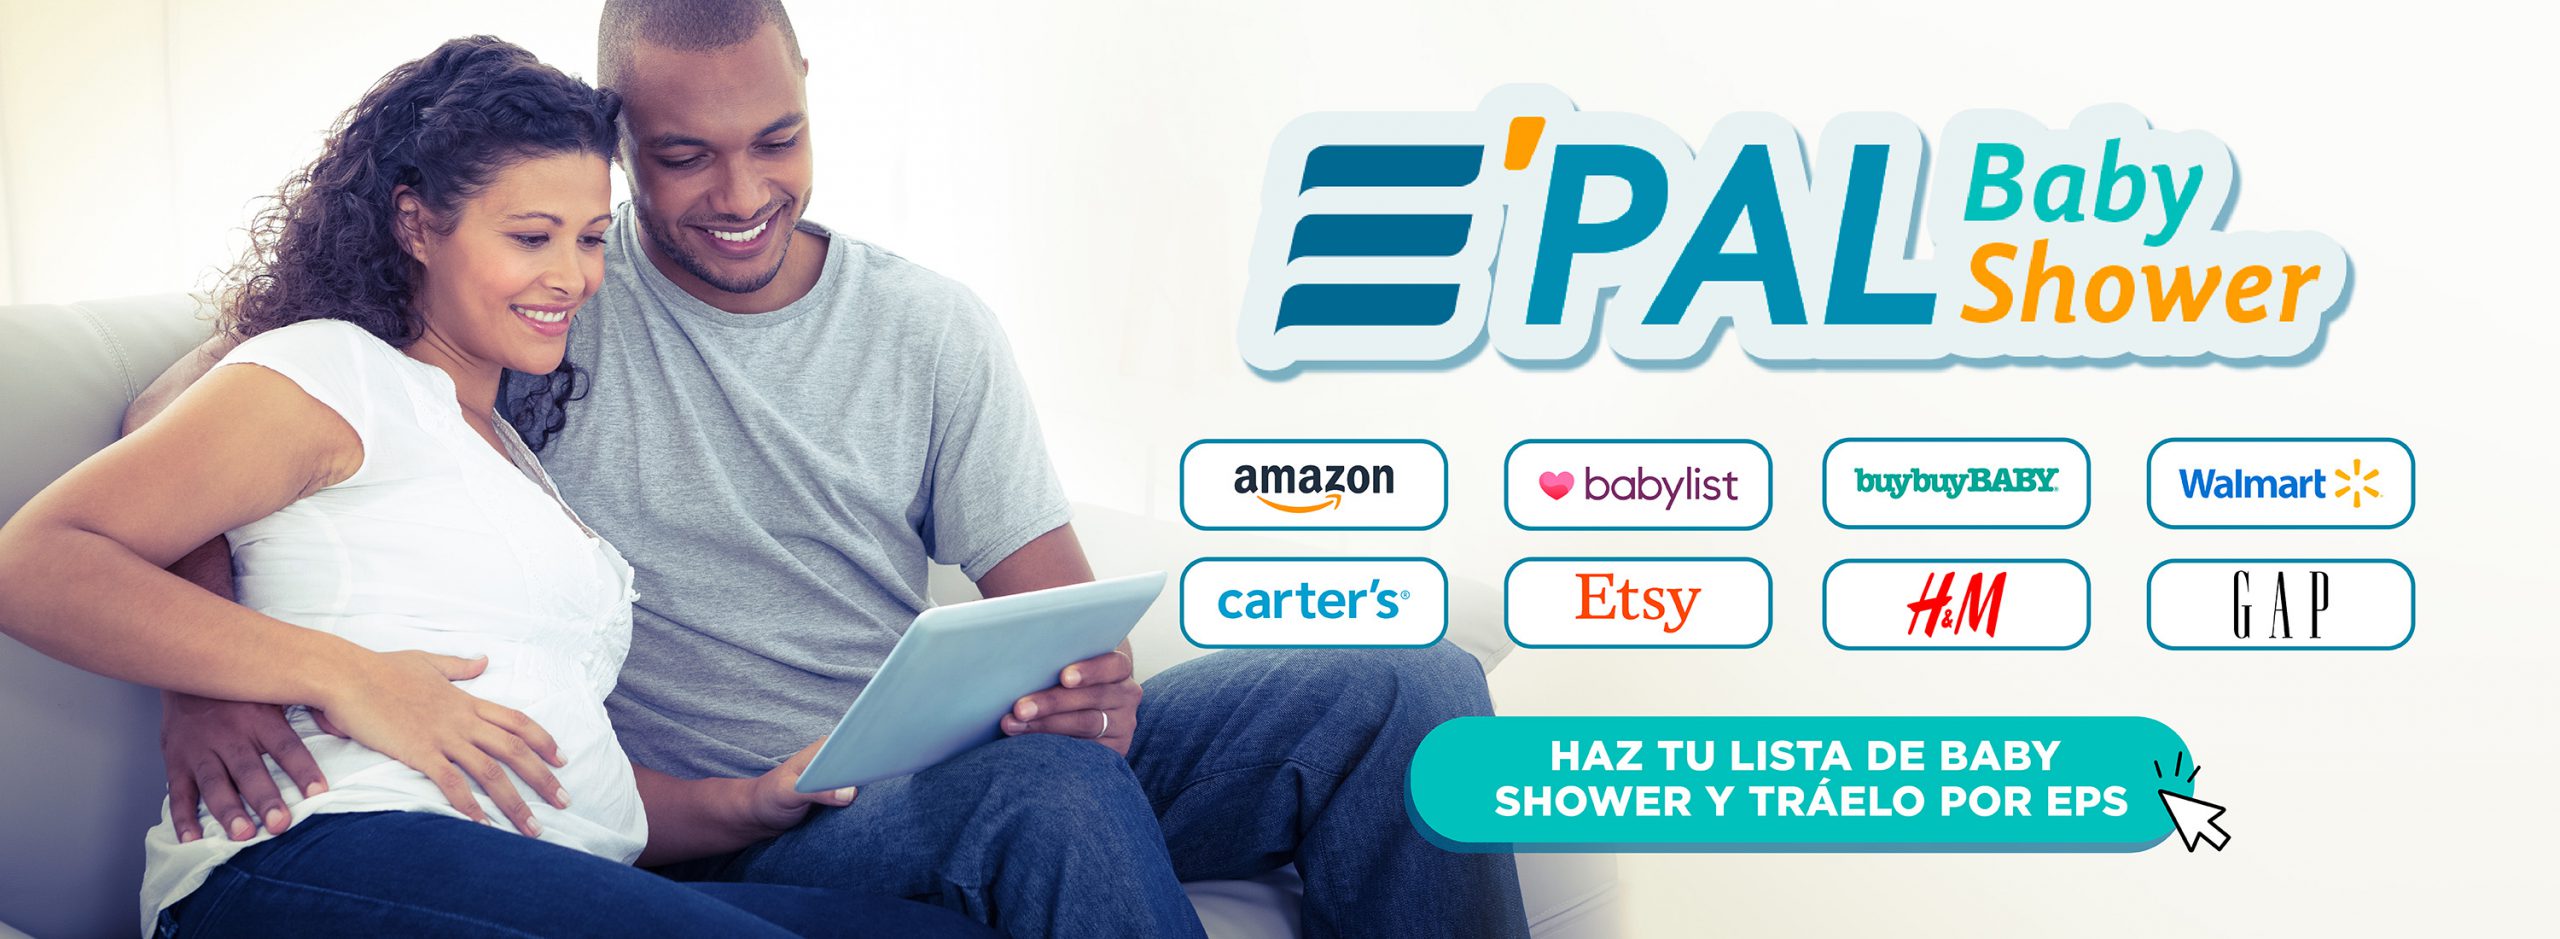 E'PAL Baby
Shower
amazon
babylist
buybuyBABY
Walmart
carter's®
Etsy
H&M
GAP
HAZ TU LISTA DE BABY
SHOWER Y TRÁELO POR EPS